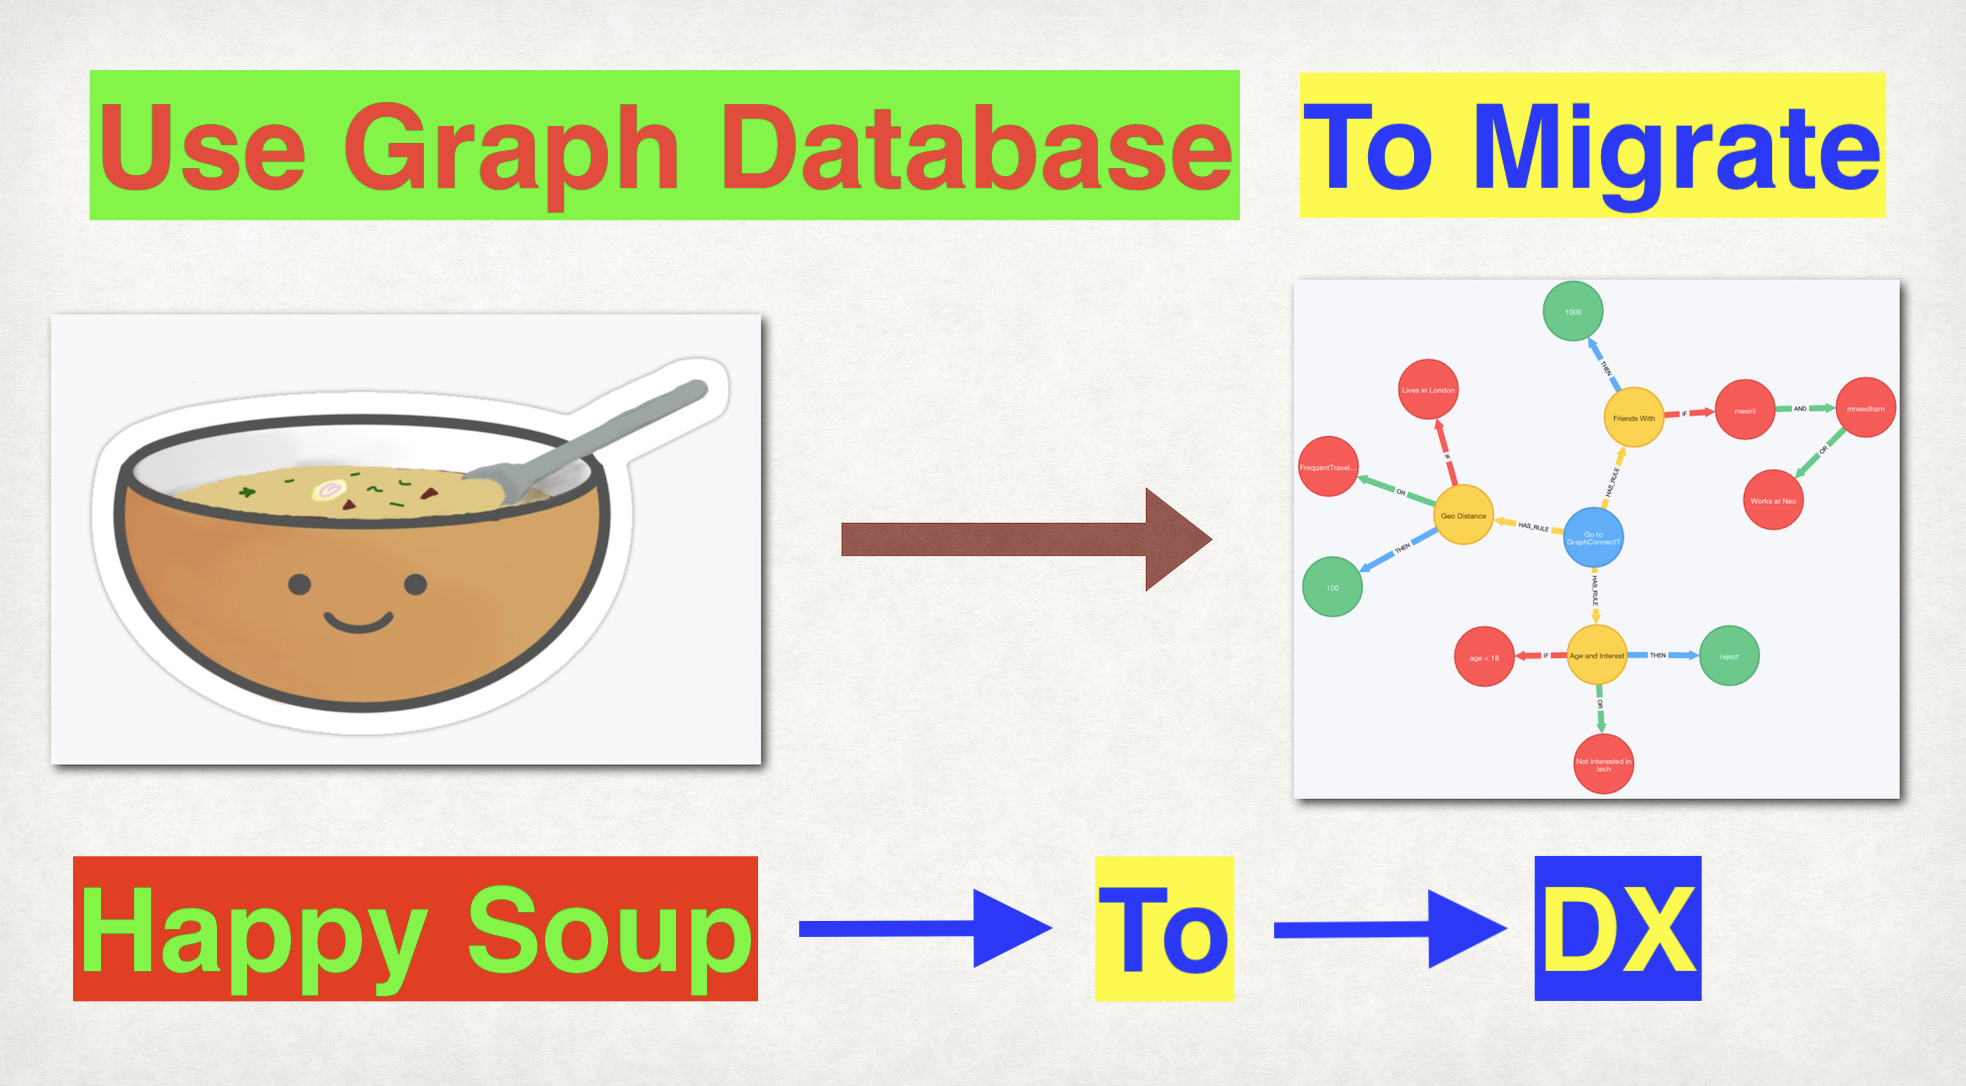 Use Graph Database To Migrate
1000
THEN
Lives in London
Friends With
IF
mesirii
AND
mneedham
IF
OR
FrequentTravel...
OR
HAS_RULE
Works at Neo
Geo Distance
HAS_RULE
Go to
GraphConnect?
THEN
100
HAS_RULE
age < 18
IF
Age and Interest
THEN
reject
OR
Not interested in
tech
Happy Soup To DX